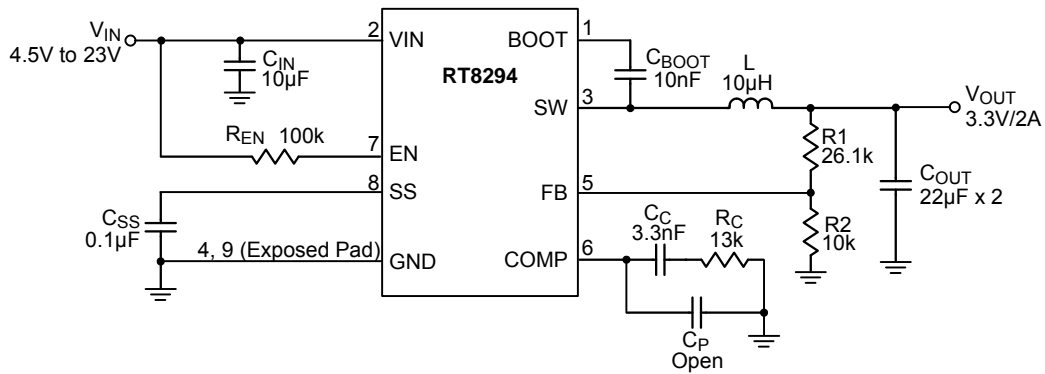 VIN
4.5V to 23V
CIN
10µF
REN 100k
CSS
0.1µF
4, 9 (Exposed Pad)
2
7
8
VIN
EN
SS
GND
RT8294
BOOT
SW
FB
COMP
1
3
5
6
CBOOT
10nF
L
10µH
VOUT
3.3V/2A
R1
26.1k
COUT
22µF x 2
R2
10k
CC
3.3nF
RC
13k
CP
Open